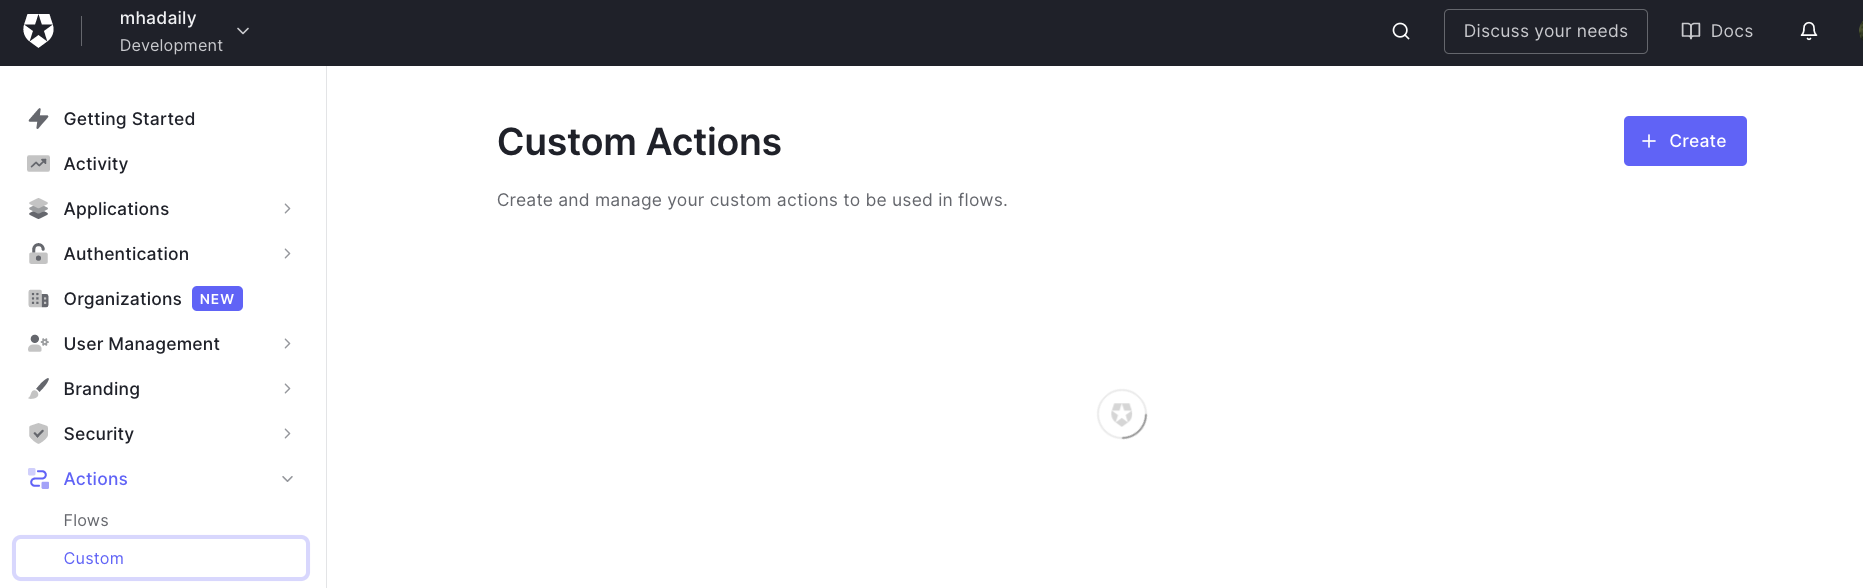 mhadaily
Development
Discuss your needs
Docs
Getting Started
Activity
Applications
Authentication
Organizations NEW
User Management
Branding
Security
Actions
Flows
Custom
Custom Actions
+ Create
Create and manage your custom actions to be used in flows.